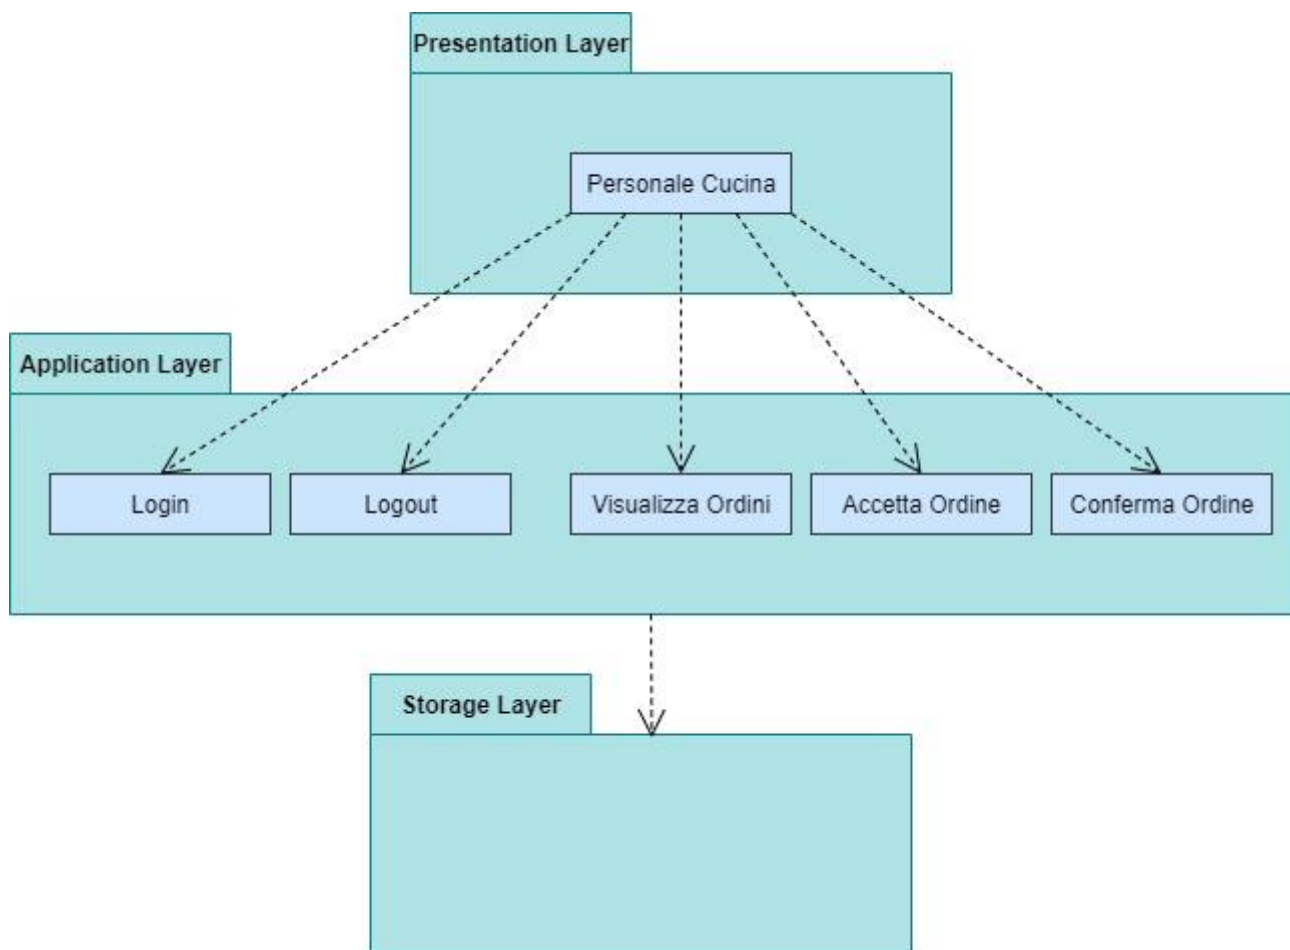 Presentation Layer
Personale Cucina
Application Layer
Login
Logout
Visualizza Ordini
Accetta Ordine
Conferma Ordine
Storage Layer